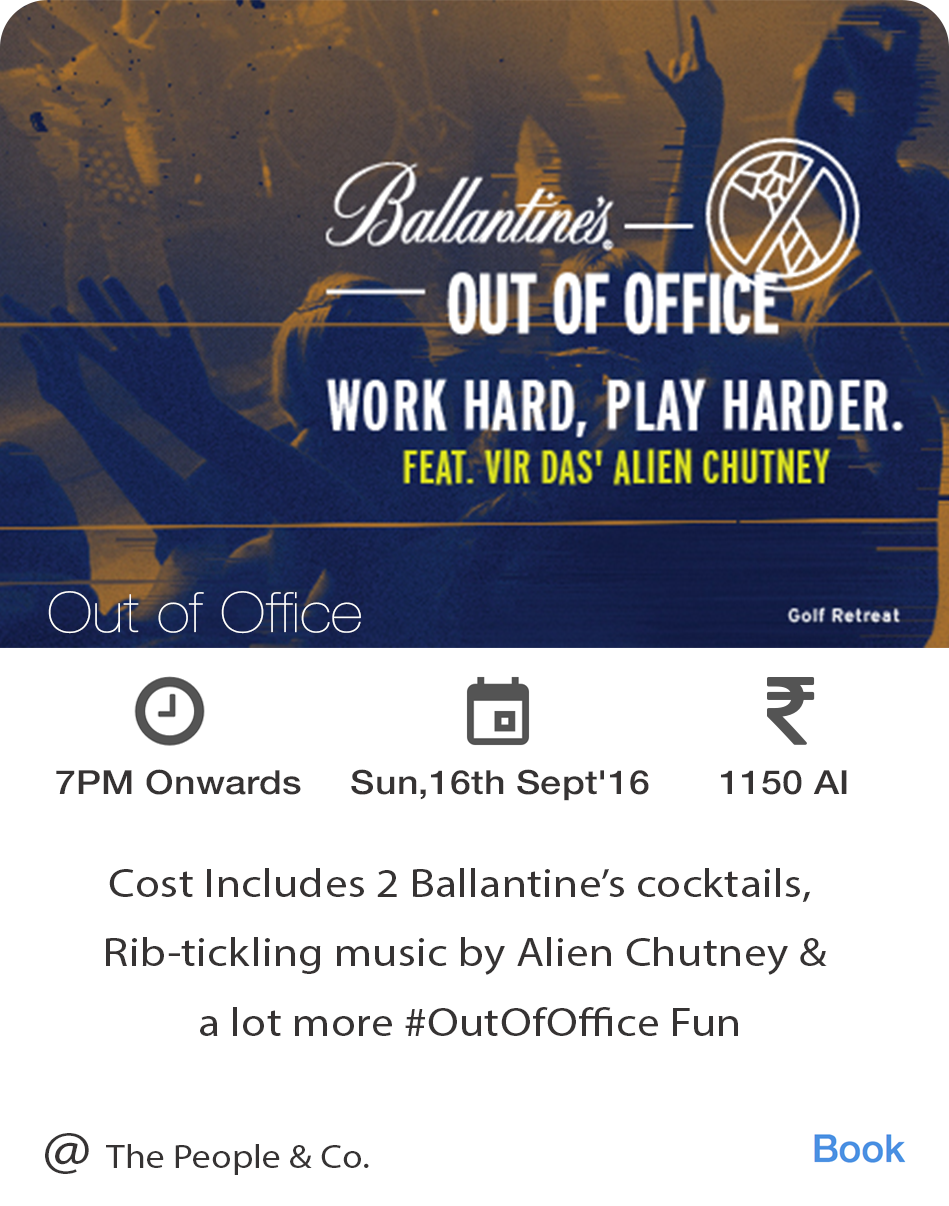 Ballantine's
OUT OF OFFICE
WORK HARD, PLAY HARDER.
FEAT. VIR DAS' ALIEN CHUTNEY
Out of Office
Golf Retreat
7PM Onwards
Sun,16th Sept'16
₹
1150 AI
Cost Includes 2 Ballantine’s cocktails,
Rib-tickling music by Alien Chutney &
a lot more #OutOfOffice Fun
@ The People & Co.
Book